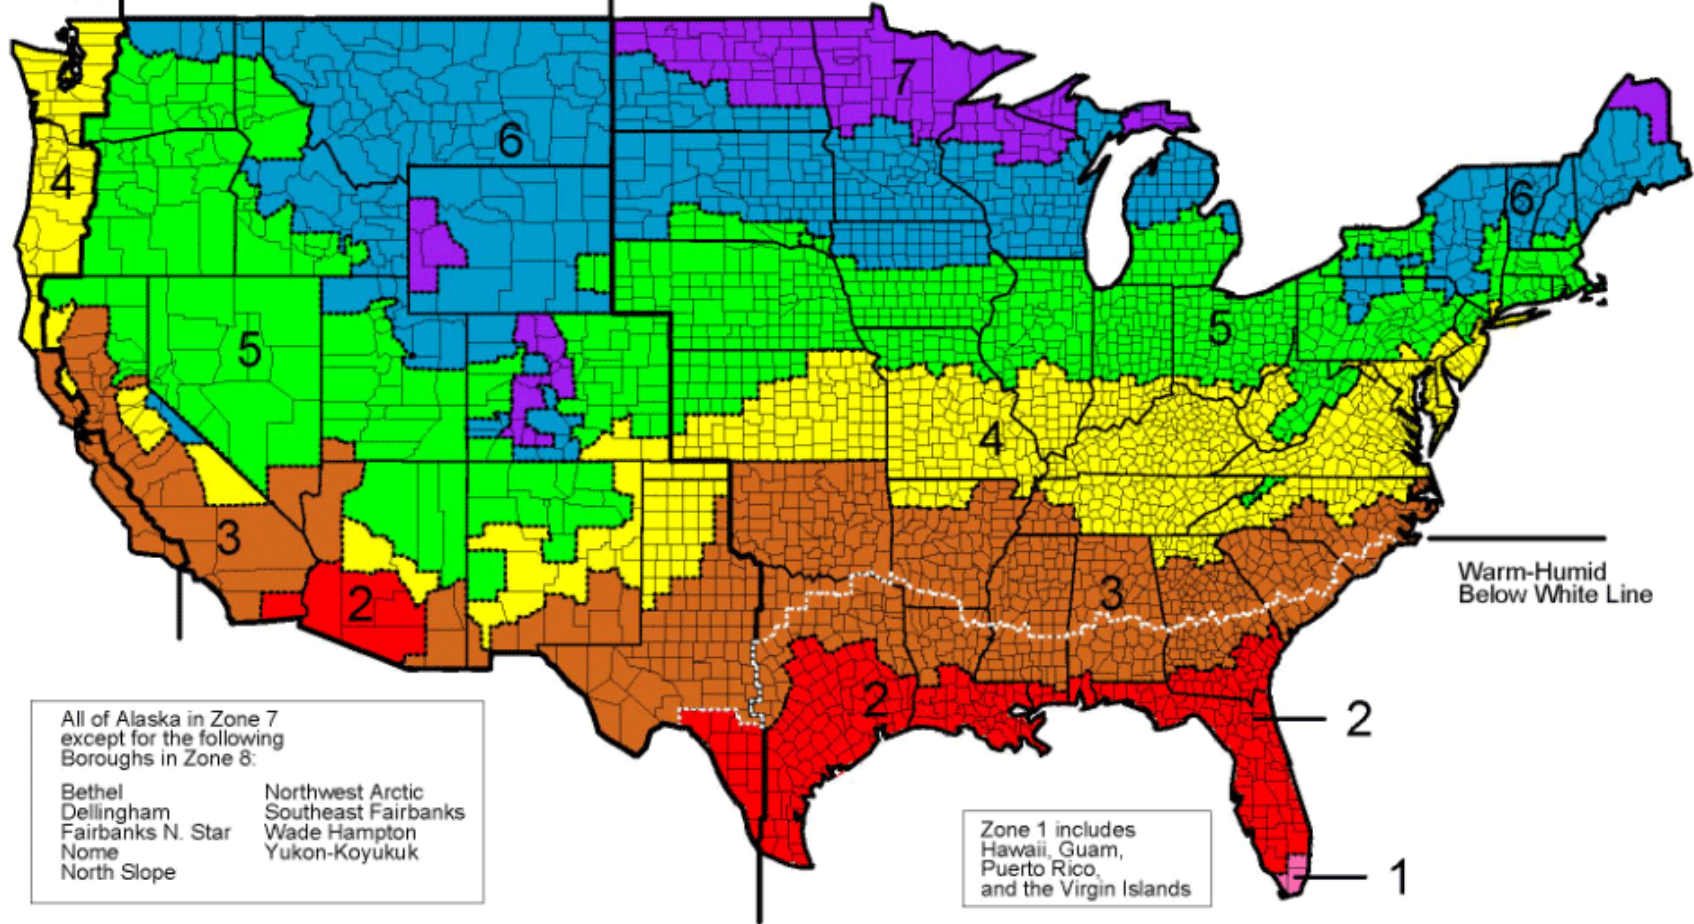 7
6
6
4
5
5
4
3
Warm-Humid
Below White Line
3
2
2
2
All of Alaska in Zone 7
except for the following
Boroughs in Zone 8:
Bethel Northwest Arctic
Dellingham Southeast Fairbanks
Fairbanks N. Star Wade Hampton
Nome Yukon-Koyukuk
North Slope
Zone 1 includes
Hawaii, Guam,
Puerto Rico,
and the Virgin Islands
1